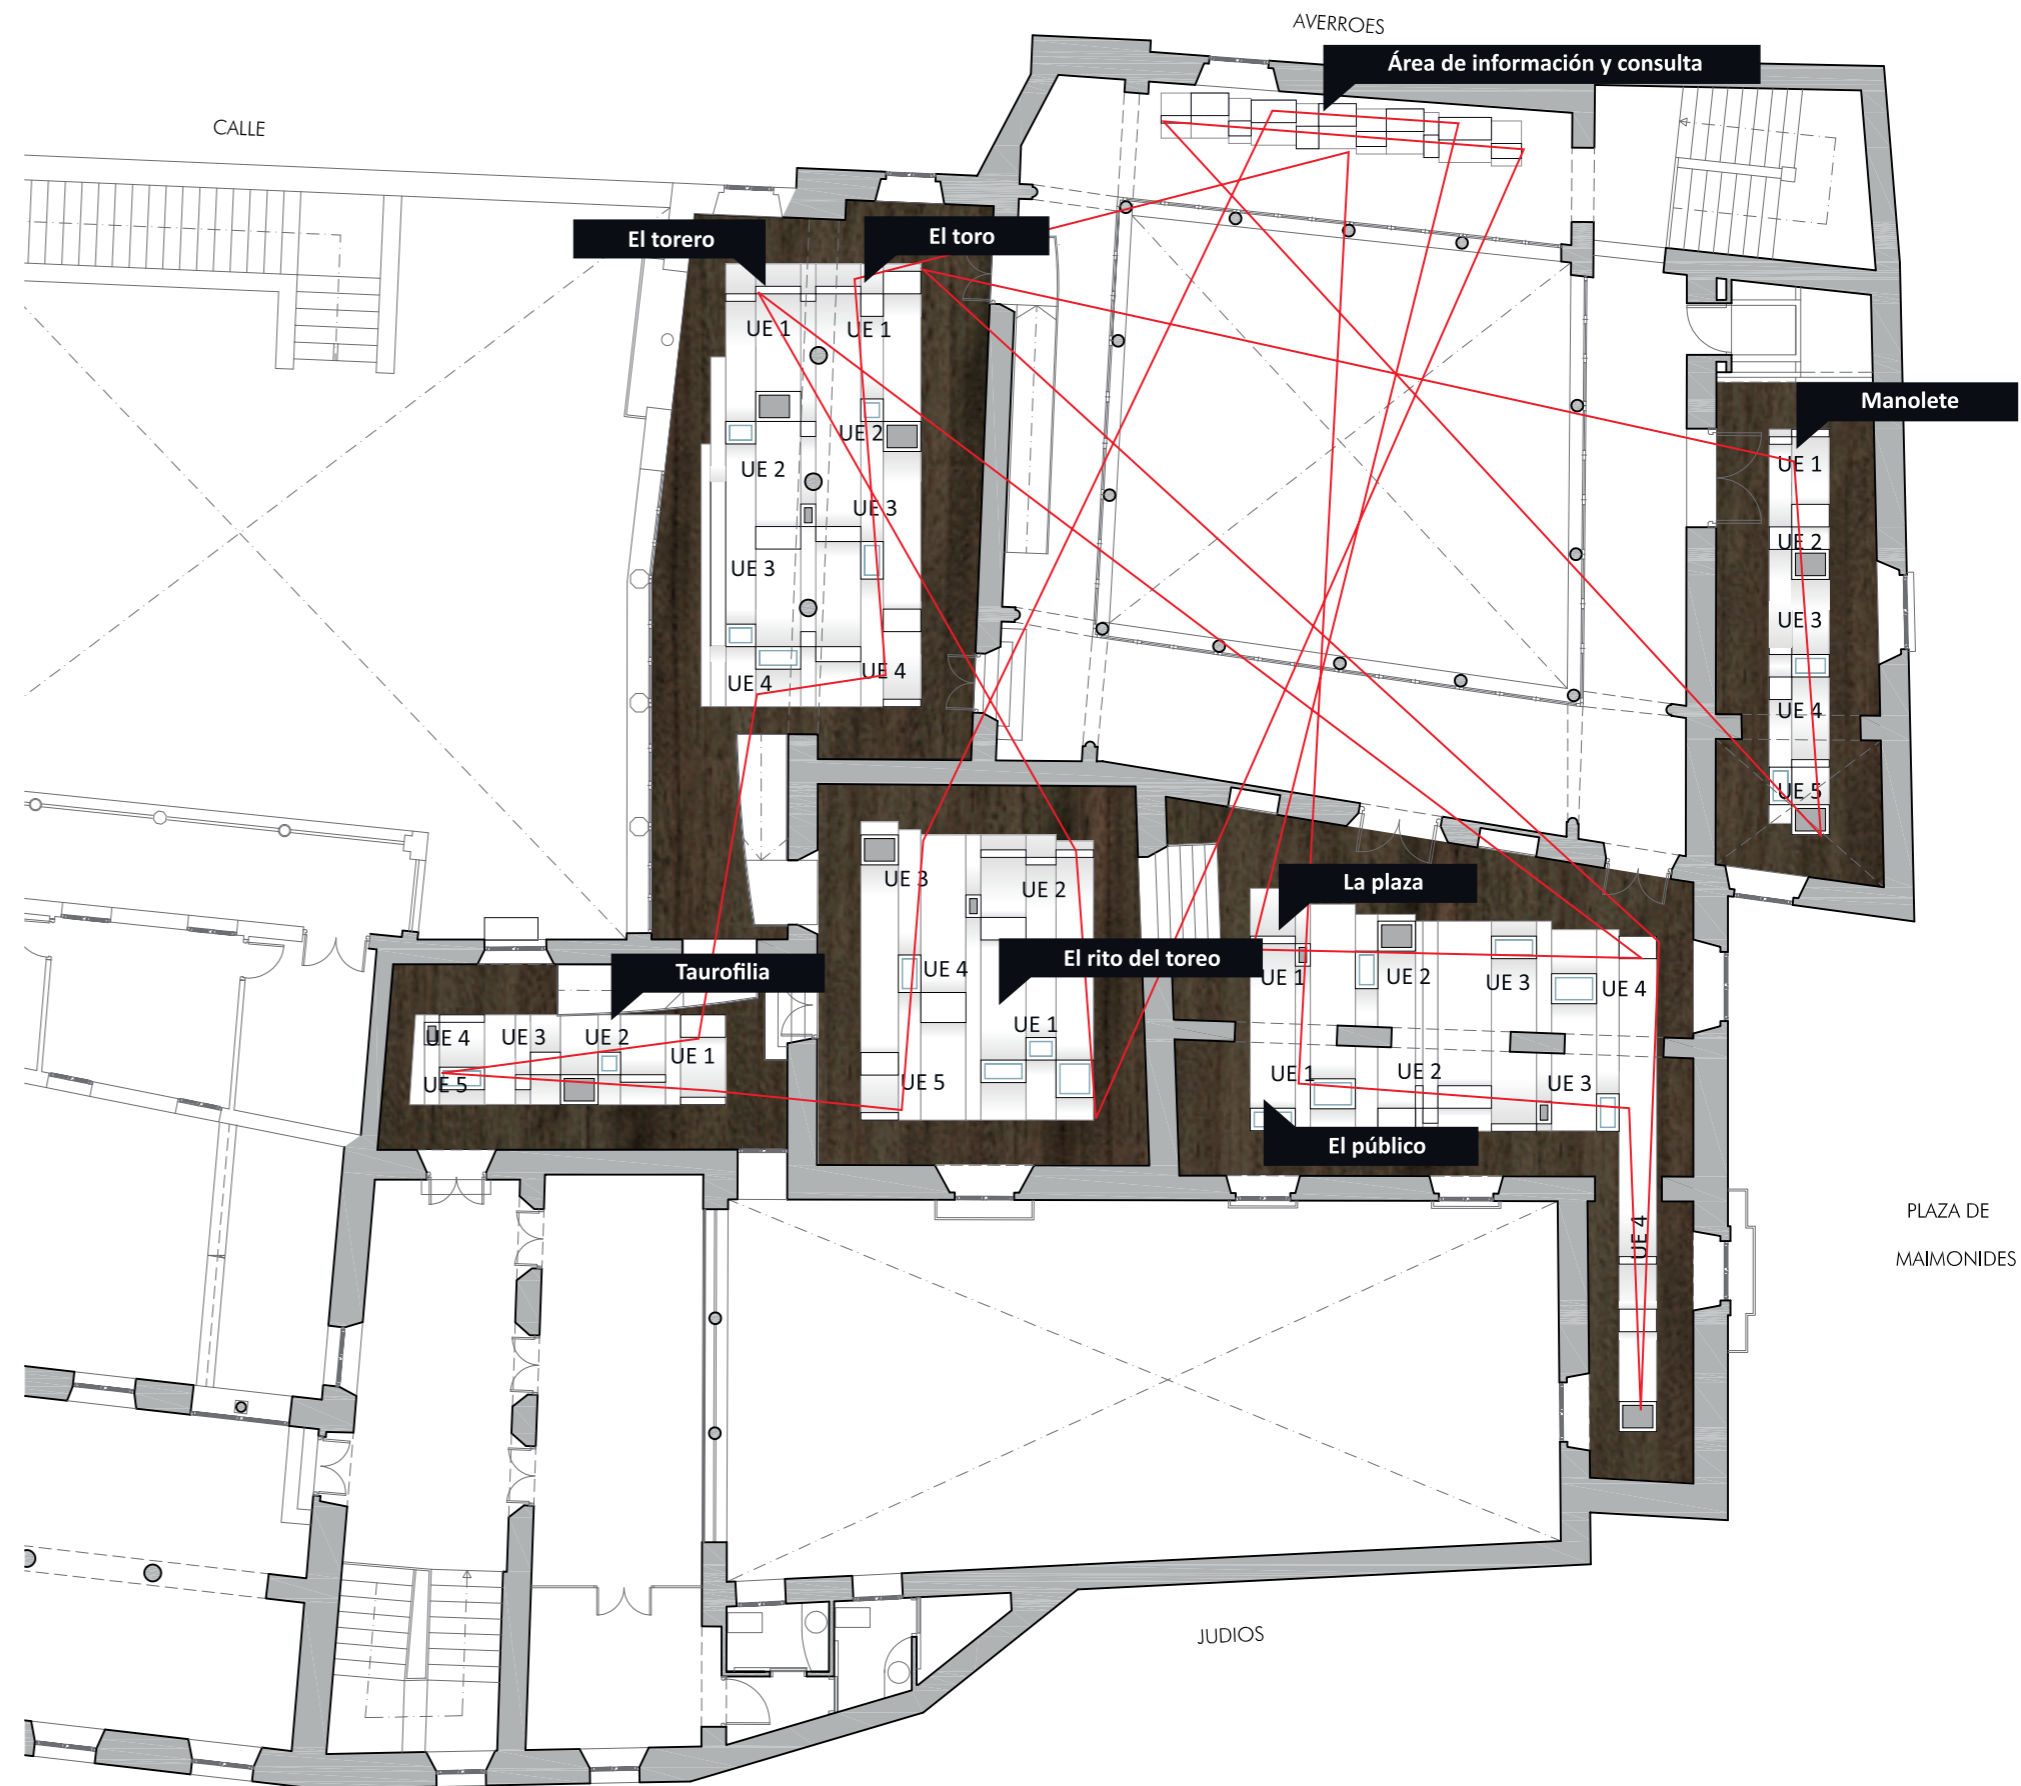 AVERROES
Área de información y consulta
CALLE
El torero
El toro
UE 1
UE 1
UE 2
UE 2
UE 3
UE 3
UE 4
UE 4
Manolete
UE 1
UE 2
UE 3
UE 4
UE 5
La plaza
UE 1
UE 2
UE 3
UE 4
El rito del toreo
UE 3
UE 2
UE 4
UE 1
UE 5
Taurofilia
UE 4
UE 3
UE 2
UE 1
UE 5
UE 1
UE 2
UE 3
El público
UE 4
PLAZA DE
MAIMONIDES
JUDIOS